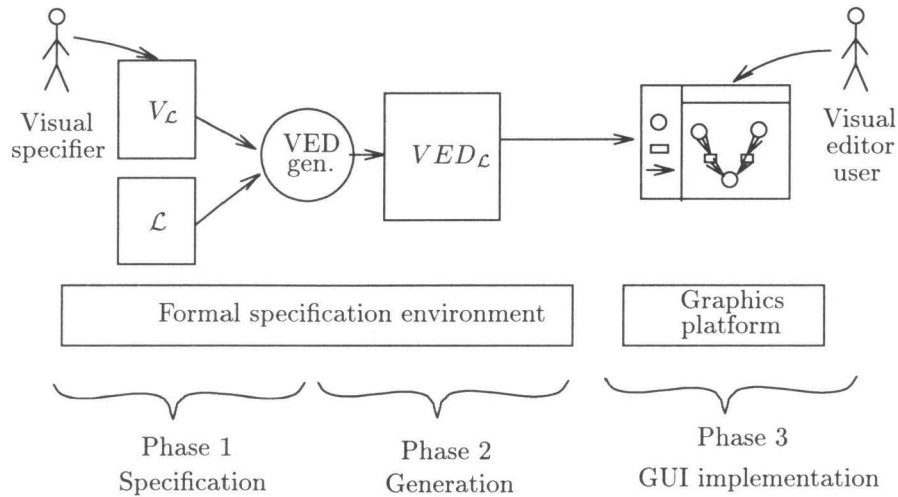 Visual
specifier
V_ℒ
ℒ
VED
gen.
VED_ℒ
Visual
editor
user
Formal specification environment
Graphics
platform
Phase 1
Specification
Phase 2
Generation
Phase 3
GUI implementation